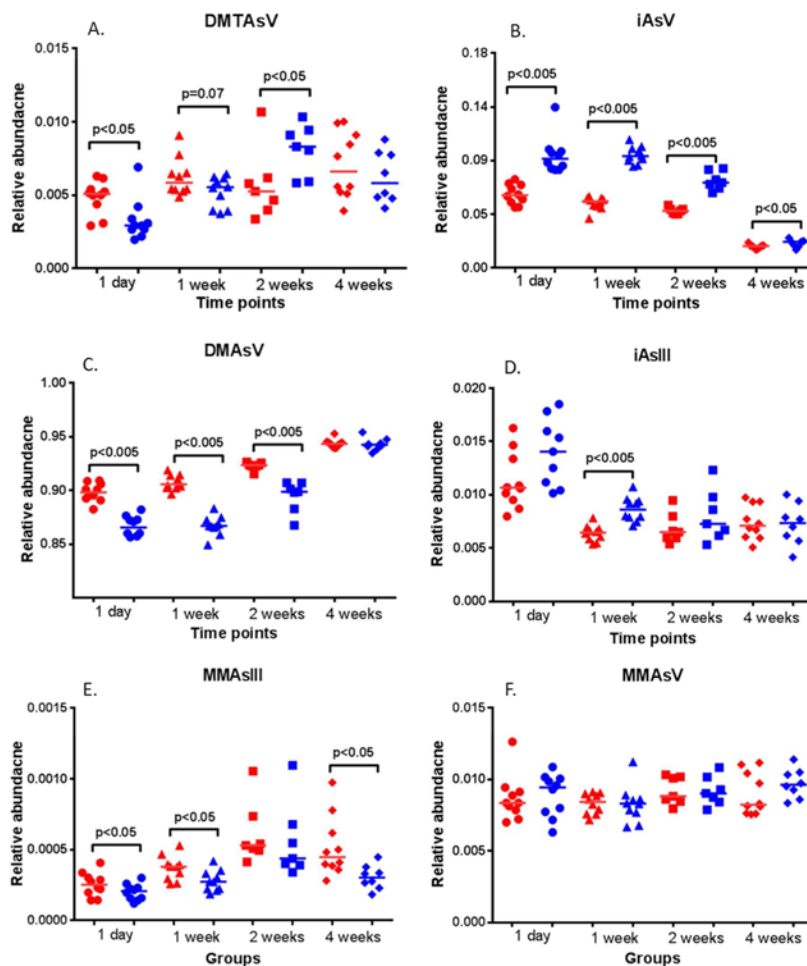 A.
DMTAsV
Relative abundacne
0.015
0.010
0.005
0.000
p<0.05
p=0.07
p<0.05
1 day
1 week
2 weeks
4 weeks
Time points
B.
iAsV
Relative abundacne
0.18
0.14
0.09
0.05
0.00
p<0.005
p<0.005
p<0.005
p<0.05
1 day
1 week
2 weeks
4 weeks
Time points
C.
DMAsV
Relative abundacne
1.00
0.95
0.90
0.85
p<0.005
p<0.005
p<0.005
1 day
1 week
2 weeks
4 weeks
Time points
D.
iAsIII
Relative abundacne
0.020
0.015
0.010
0.005
0.000
p<0.005
1 day
1 week
2 weeks
4 weeks
Time points
E.
MMAsIII
Relative abundacne
0.0015
0.0010
0.0005
0.0000
p<0.05
p<0.05
p<0.05
1 day
1 week
2 weeks
4 weeks
Groups
F.
MMAsV
Relative abundacne
0.015
0.010
0.005
0.000
1 day
1 week
2 weeks
4 weeks
Groups